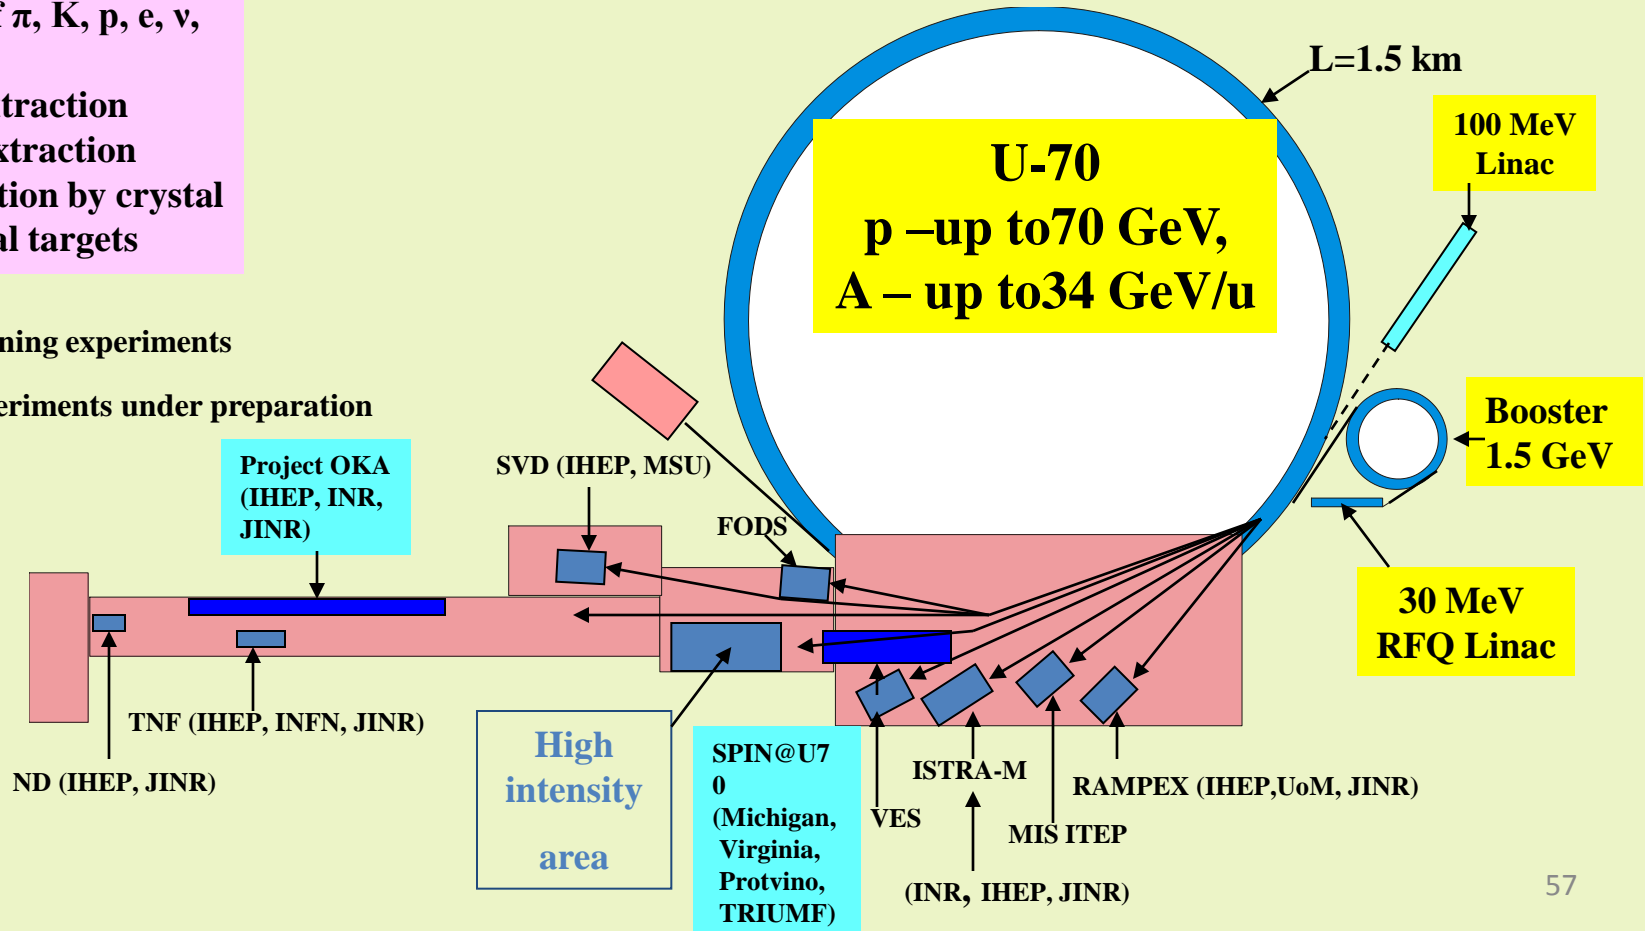 f π, K, p, e, ν,
traction
xtraction
tion by crystal
al targets
ning experiments
eriments under preparation
L=1.5 km
100 MeV
Linac
U-70
p –up to70 GeV,
A – up to34 GeV/u
Booster
1.5 GeV
30 MeV
RFQ Linac
Project OKA
(IHEP, INR,
JINR)
SVD (IHEP, MSU)
FODS
TNF (IHEP, INFN, JINR)
ND (IHEP, JINR)
High
intensity
area
SPIN@U7
0
(Michigan,
Virginia,
Protvino,
TRIUMF)
VES
ISTRA-M
(INR, IHEP, JINR)
MIS ITEP
RAMPEX (IHEP,UoM, JINR)
57